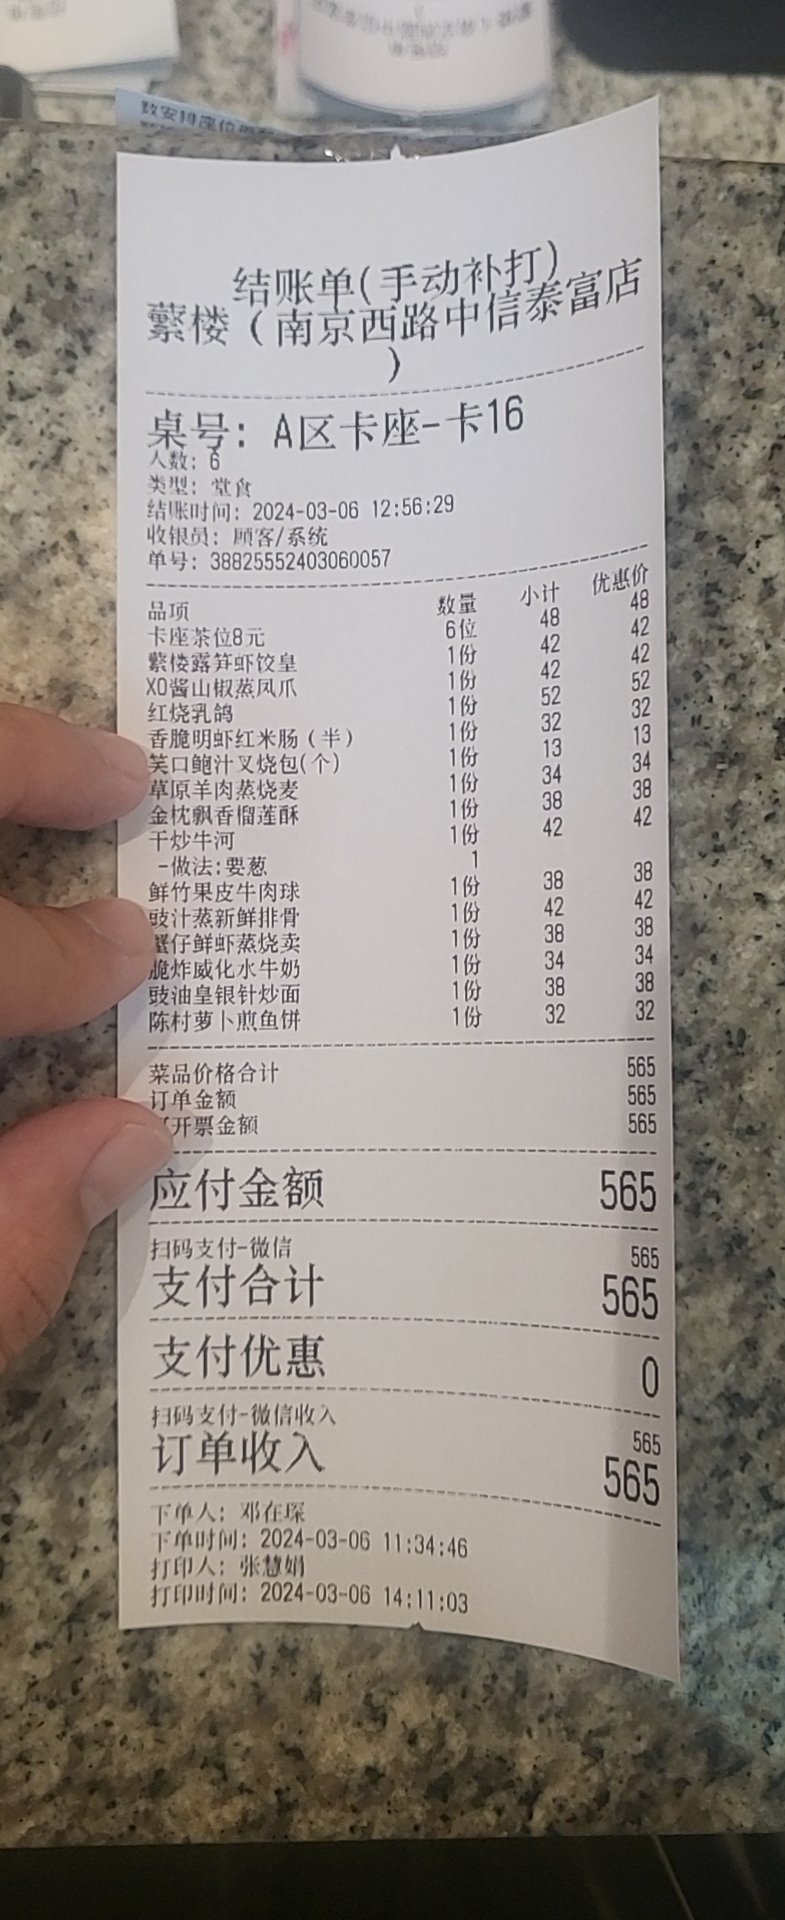 数安排座位
结账单(手动补打)
蘩楼（南京西路中信泰富店
）
桌号: A区卡座-卡16
人数: 6
类型: 堂食
结账时间: 2024-03-06 12:56:29
收银员: 顾客/系统
单号: 38825552403060057
品项 数量 小计 优惠价
卡座茶位8元 6位 48 48
蘩楼露笋虾饺皇 1份 42 42
XO酱山椒蒸凤爪 1份 42 42
红烧乳鸽 1份 52 52
香脆明虾红米肠（半） 1份 32 32
笑口鲍汁叉烧包(个) 1份 13 13
草原羊肉蒸烧麦 1份 34 34
金枕飘香榴莲酥 1份 38 38
干炒牛河 1份 42 42
-做法:要葱 1
鲜竹果皮牛肉球 1份 38 38
豉汁蒸新鲜排骨 1份 42 42
蟹仔鲜虾蒸烧卖 1份 38 38
脆炸威化水牛奶 1份 34 34
豉油皇银针炒面 1份 38 38
陈村萝卜煎鱼饼 1份 32 32
菜品价格合计 565
订单金额 565
开票金额 565
应付金额 565
扫码支付-微信 565
支付合计 565
支付优惠 0
扫码支付-微信收入 565
订单收入 565
下单人: 邓在琛
下单时间: 2024-03-06 11:34:46
打印人: 张慧娟
打印时间: 2024-03-06 14:11:03